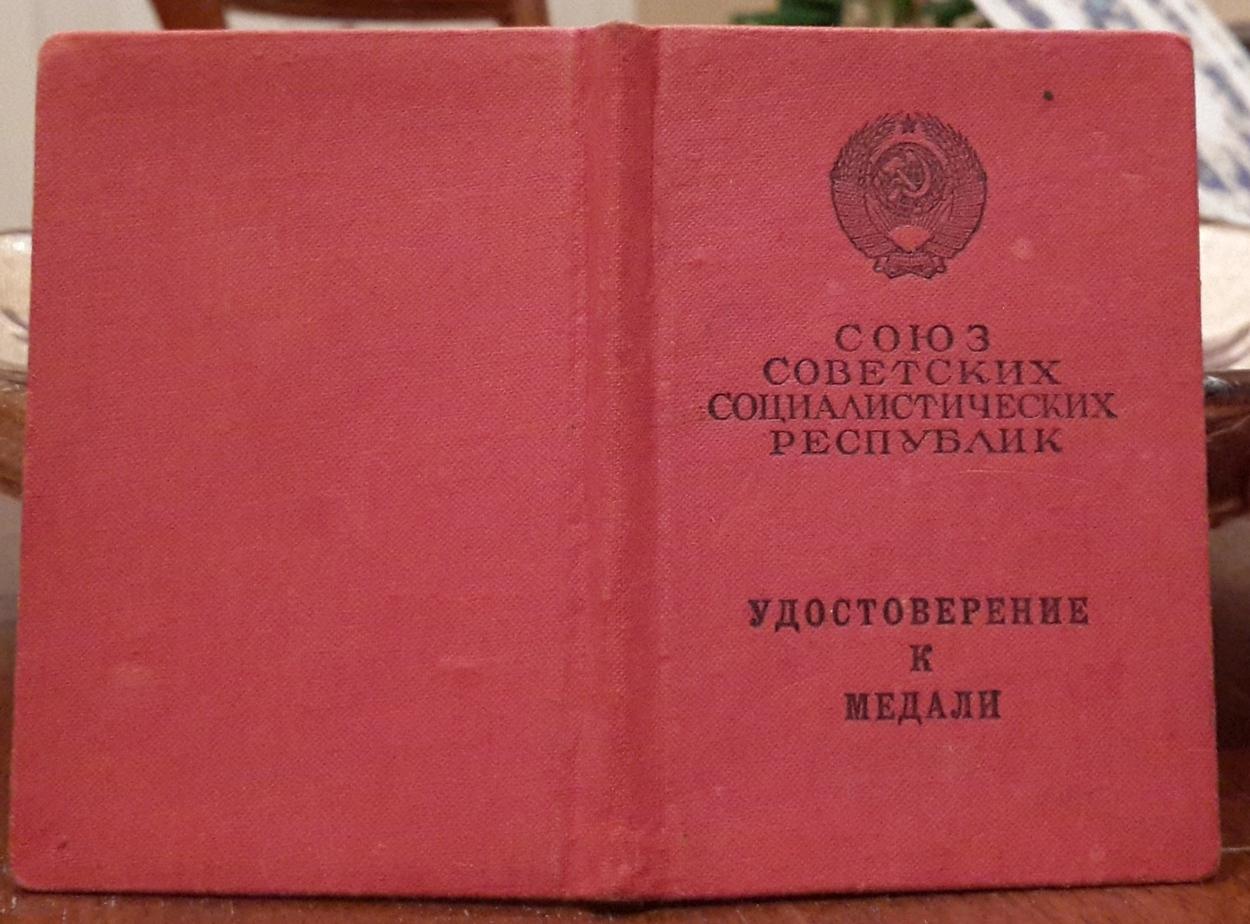 СОЮЗ
СОВЕТСКИХ
СОЦИАЛИСТИЧЕСКИХ
РЕСПУБЛИК
УДОСТОВЕРЕНИЕ
К
МЕДАЛИ